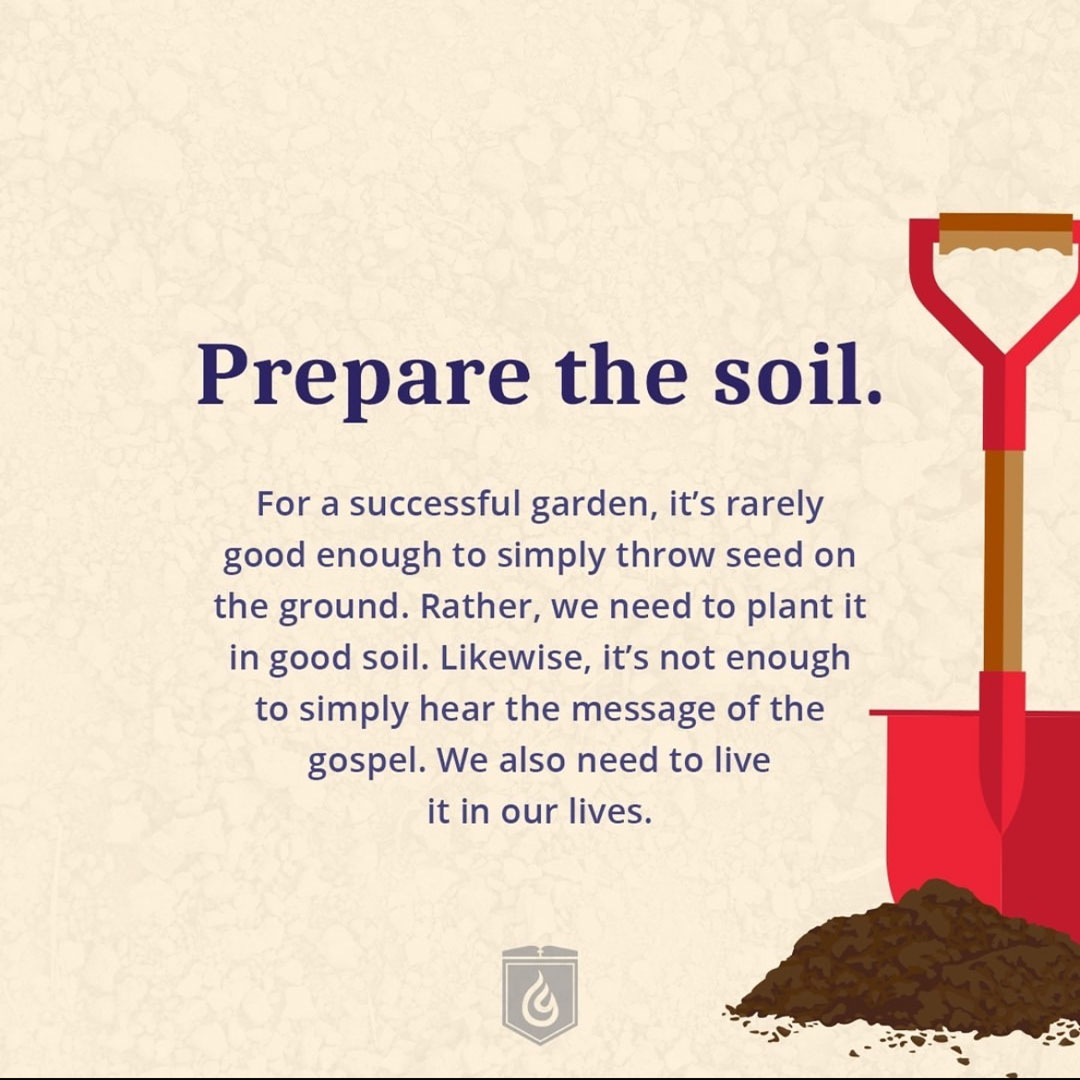 Prepare the soil.
For a successful garden, it’s rarely
good enough to simply throw seed on
the ground. Rather, we need to plant it
in good soil. Likewise, it’s not enough
to simply hear the message of the
gospel. We also need to live
it in our lives.